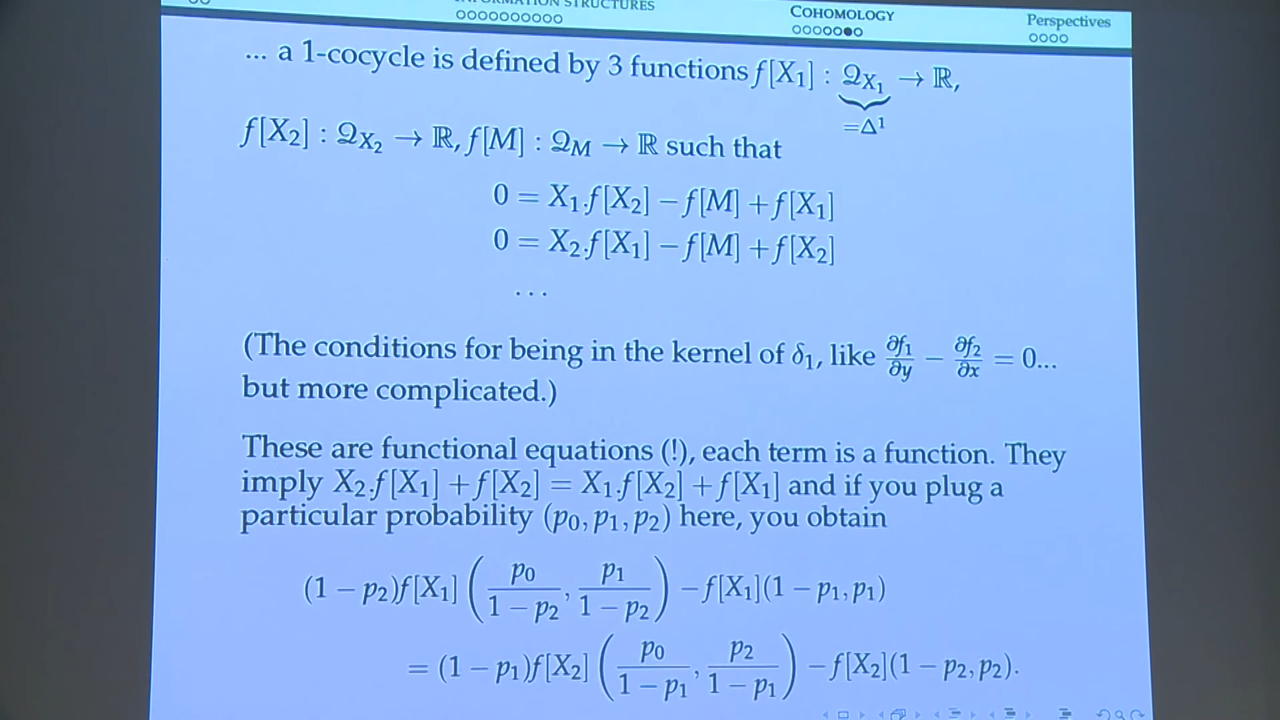 INFORMATION STRUCTURES COHOMOLOGY Perspectives
... a 1-cocycle is defined by 3 functions f[X₁] : 𝒬_{X₁} → ℝ,
=Δ¹
f[X₂] : 𝒬_{X₂} → ℝ, f[M] : 𝒬_M → ℝ such that
0 = X₁.f[X₂] − f[M] + f[X₁]
0 = X₂.f[X₁] − f[M] + f[X₂]
...
(The conditions for being in the kernel of δ₁, like ∂f₁/∂y − ∂f₂/∂x = 0...
but more complicated.)
These are functional equations (!), each term is a function. They
imply X₂.f[X₁] + f[X₂] = X₁.f[X₂] + f[X₁] and if you plug a
particular probability (p₀, p₁, p₂) here, you obtain
(1 − p₂)f[X₁] (p₀/(1 − p₂), p₁/(1 − p₂)) − f[X₁](1 − p₁, p₁)
= (1 − p₁)f[X₂] (p₀/(1 − p₁), p₂/(1 − p₁)) − f[X₂](1 − p₂, p₂).